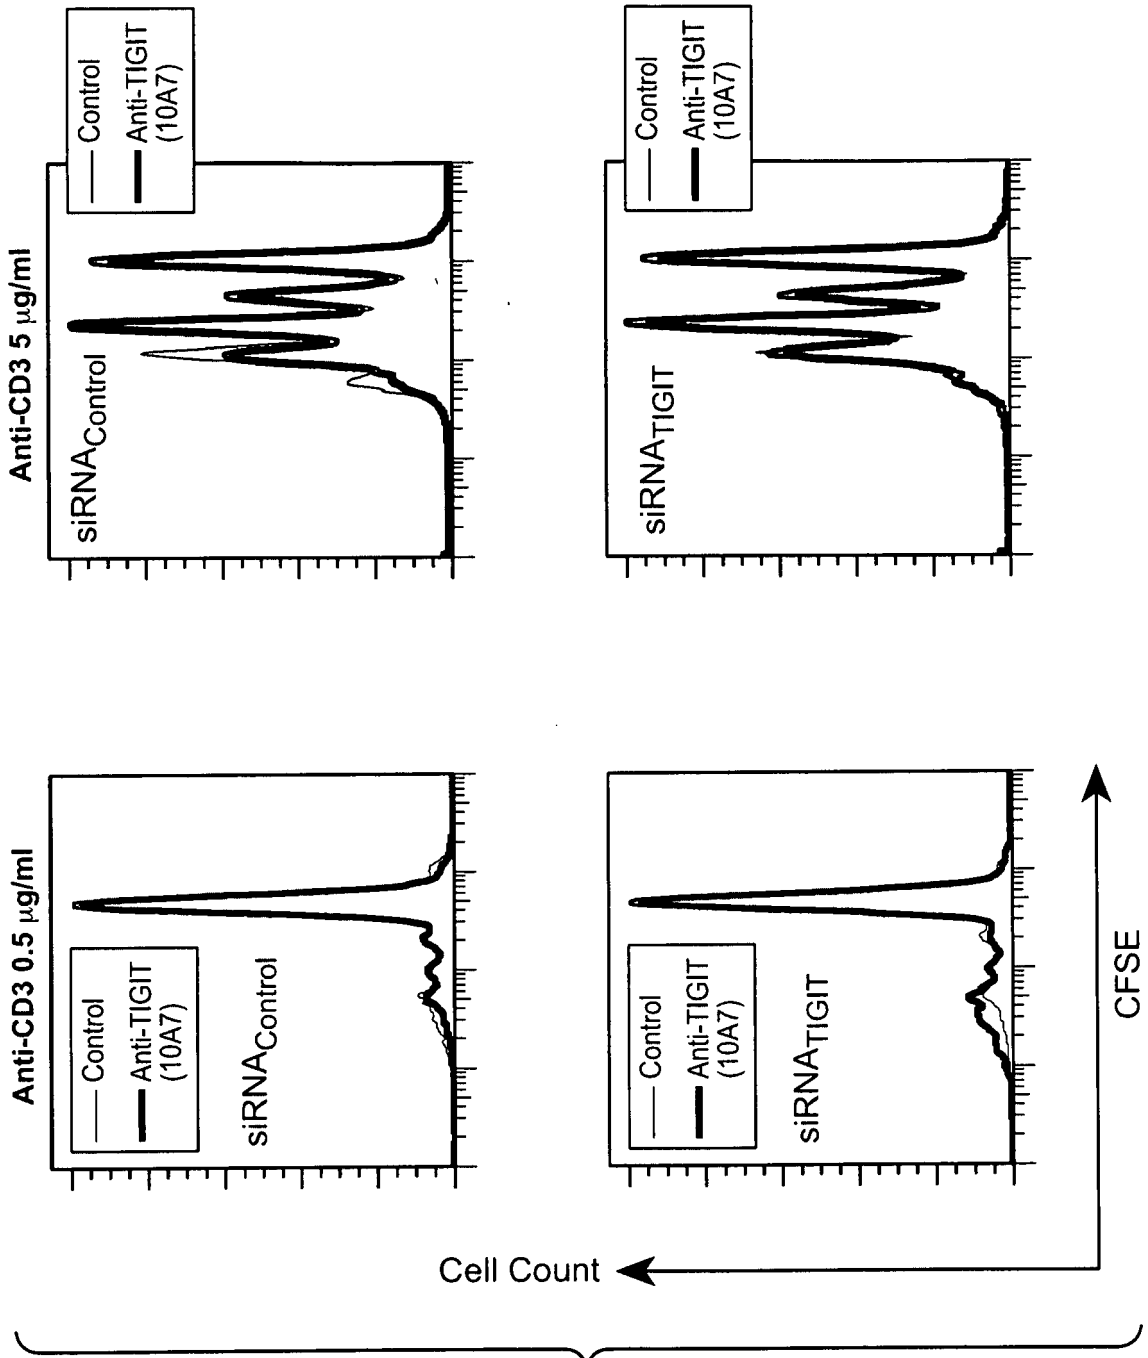 Anti-CD3 0.5 μg/ml
Anti-CD3 5 μg/ml
Control
Anti-TIGIT
(10A7)
siRNAControl
siRNAControl
Control
Anti-TIGIT
(10A7)
Control
Anti-TIGIT
(10A7)
siRNATIGIT
siRNATIGIT
Control
Anti-TIGIT
(10A7)
Cell Count
CFSE